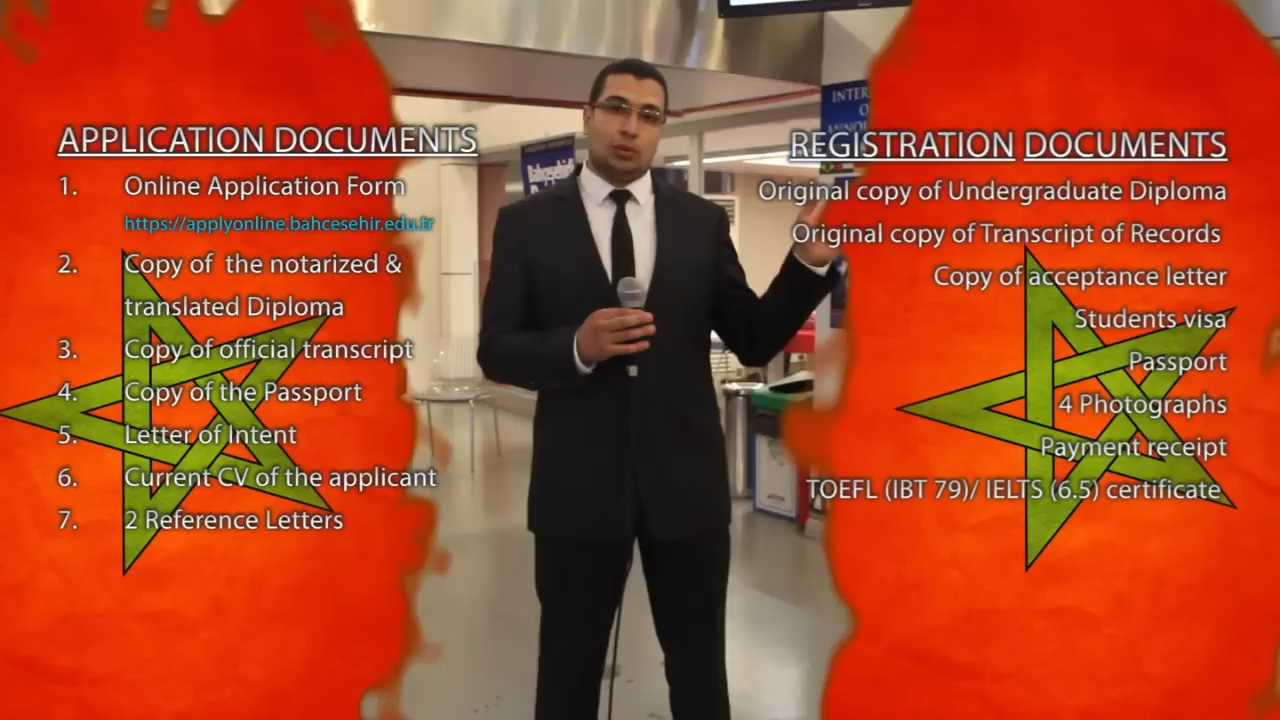 APPLICATION DOCUMENTS
1. Online Application Form
https://applyonline.bahcesehir.edu.tr
2. Copy of the notarized &
translated Diploma
3. Copy of official transcript
4. Copy of the Passport
5. Letter of Intent
6. Current CV of the applicant
7. 2 Reference Letters
Bahcesehir
INTER
O
REGISTRATION DOCUMENTS
Original copy of Undergraduate Diploma
Original copy of Transcript of Records
Copy of acceptance letter
Students visa
Passport
4 Photographs
Payment receipt
TOEFL (IBT 79)/ IELTS (6.5) certificate